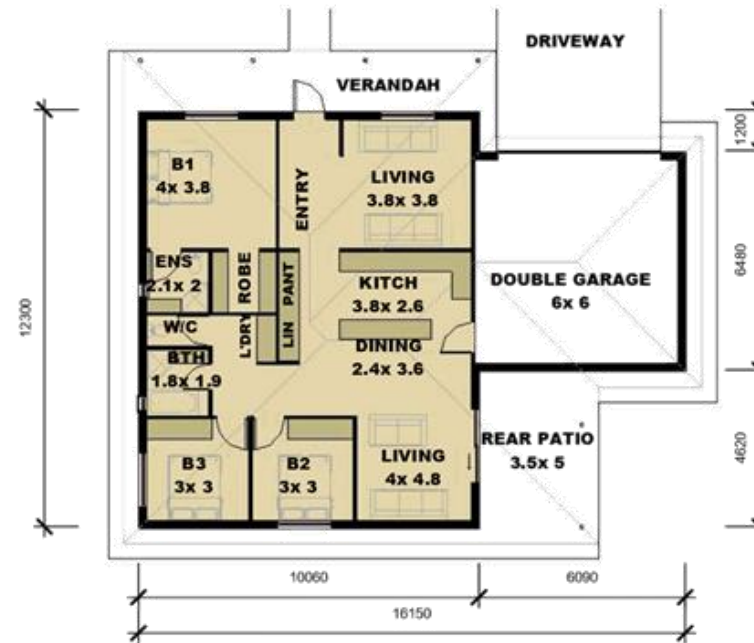 DRIVEWAY
VERANDAH
B1
4x 3.8
ENTRY
LIVING
3.8x 3.8
1200
ENS
2.1x 2
ROBE
PANT
KITCH
3.8x 2.6
DOUBLE GARAGE
6x 6
6480
12300
W/C
L'DRY
LIN
DINING
2.4x 3.6
BTH
1.8x 1.9
B3
3x 3
B2
3x 3
LIVING
4x 4.8
REAR PATIO
3.5x 5
4620
10060
6090
16150